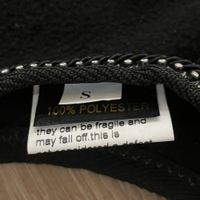 S
100% POLYESTER
they can be fragile and
may fall off.this is